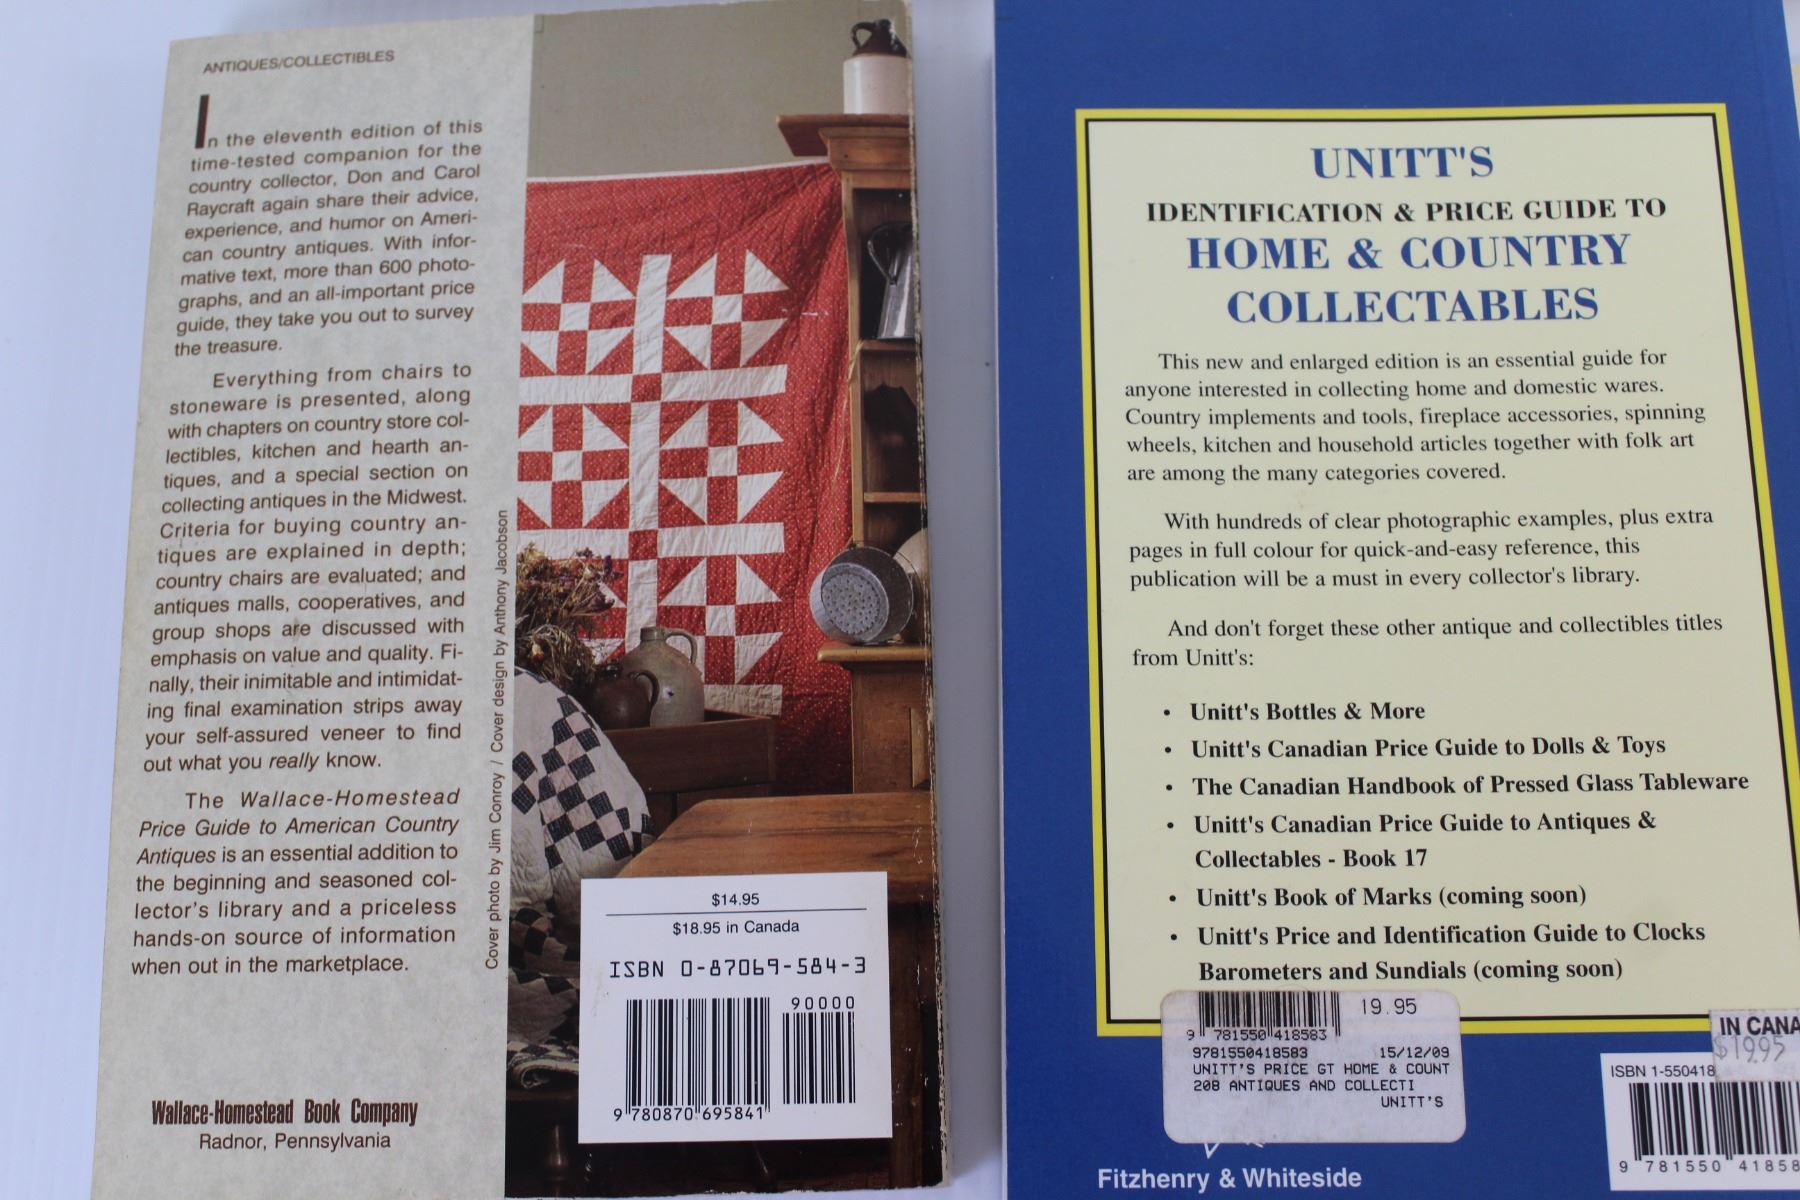 ANTIQUES/COLLECTIBLES
In the eleventh edition of this
time-tested companion for the
country collector, Don and Carol
Raycraft again share their advice,
experience, and humor on Ameri-
can country antiques. With infor-
mative text, more than 600 photo-
graphs, and an all-important price
guide, they take you out to survey
the treasure.
Everything from chairs to
stoneware is presented, along
with chapters on country store col-
lectibles, kitchen and hearth an-
tiques, and a special section on
collecting antiques in the Midwest.
Criteria for buying country an-
tiques are explained in depth;
country chairs are evaluated; and
antiques malls, cooperatives, and
group shops are discussed with
emphasis on value and quality. Fi-
nally, their inimitable and intimidat-
ing final examination strips away
your self-assured veneer to find
out what you really know.
The Wallace-Homestead
Price Guide to American Country
Antiques is an essential addition to
the beginning and seasoned col-
lector's library and a priceless
hands-on source of information
when out in the marketplace.
Wallace-Homestead Book Company
Radnor, Pennsylvania
Cover photo by Jim Conroy / Cover design by Anthony Jacobson
$14.95
$18.95 in Canada
ISBN 0-87069-584-3
90000
9 780870 695841
UNITT'S
IDENTIFICATION & PRICE GUIDE TO
HOME & COUNTRY
COLLECTABLES
This new and enlarged edition is an essential guide for
anyone interested in collecting home and domestic wares.
Country implements and tools, fireplace accessories, spinning
wheels, kitchen and household articles together with folk art
are among the many categories covered.
With hundreds of clear photographic examples, plus extra
pages in full colour for quick-and-easy reference, this
publication will be a must in every collector's library.
And don't forget these other antique and collectibles titles
from Unitt's:
• Unitt's Bottles & More
• Unitt's Canadian Price Guide to Dolls & Toys
• The Canadian Handbook of Pressed Glass Tableware
• Unitt's Canadian Price Guide to Antiques &
Collectables - Book 17
• Unitt's Book of Marks (coming soon)
• Unitt's Price and Identification Guide to Clocks
Barometers and Sundials (coming soon)
19.95
9 781550 418583
9781550418583 15/12/09
UNITT'S PRICE GT HOME & COUNT
208 ANTIQUES AND COLLECTI
UNITT'S
Fitzhenry & Whiteside
IN CANA
$19.95
ISBN 1-550418
9 781550 41858